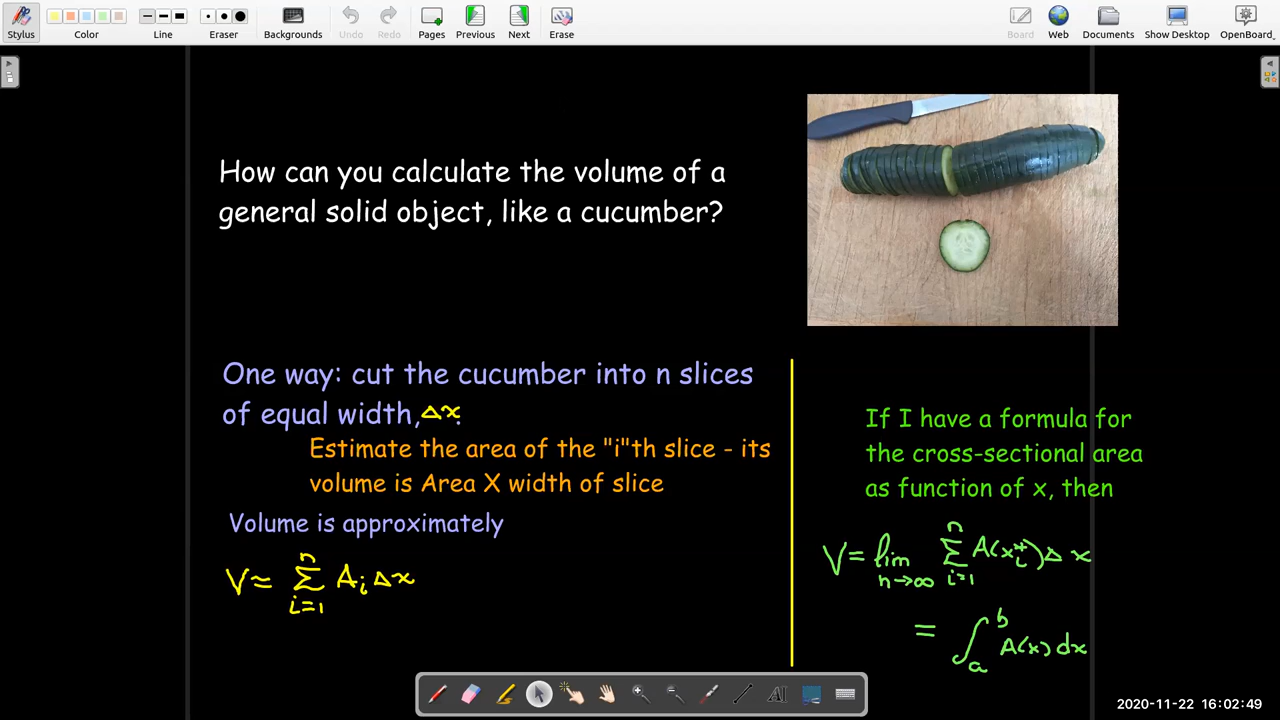 Stylus Color Line Eraser Backgrounds Undo Redo Pages Previous Next Erase Board Web Documents Show Desktop OpenBoard
How can you calculate the volume of a
general solid object, like a cucumber?
One way: cut the cucumber into n slices
of equal width, Δx.
Estimate the area of the "i"th slice - its
volume is Area X width of slice
Volume is approximately
V ≈ ∑_{i=1}^{n} A_i Δx
If I have a formula for
the cross-sectional area
as function of x, then
V = lim_{n→∞} ∑_{i=1}^{n} A(x_i^*) Δx
= ∫_a^b A(x) dx
AI
2020-11-22 16:02:49